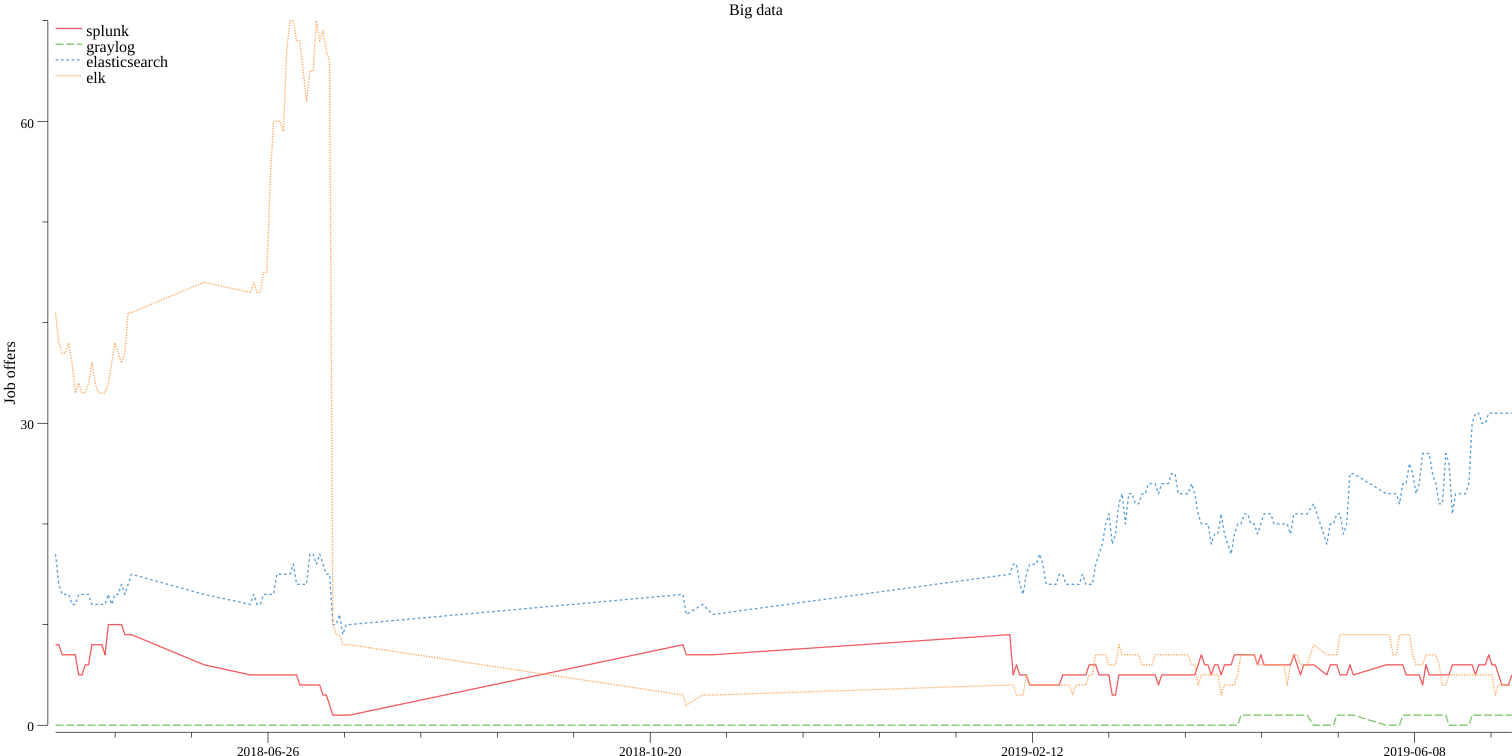 Big data
splunk
graylog
elasticsearch
elk
60
30
0
Job offers
2018-06-26
2018-10-20
2019-02-12
2019-06-08